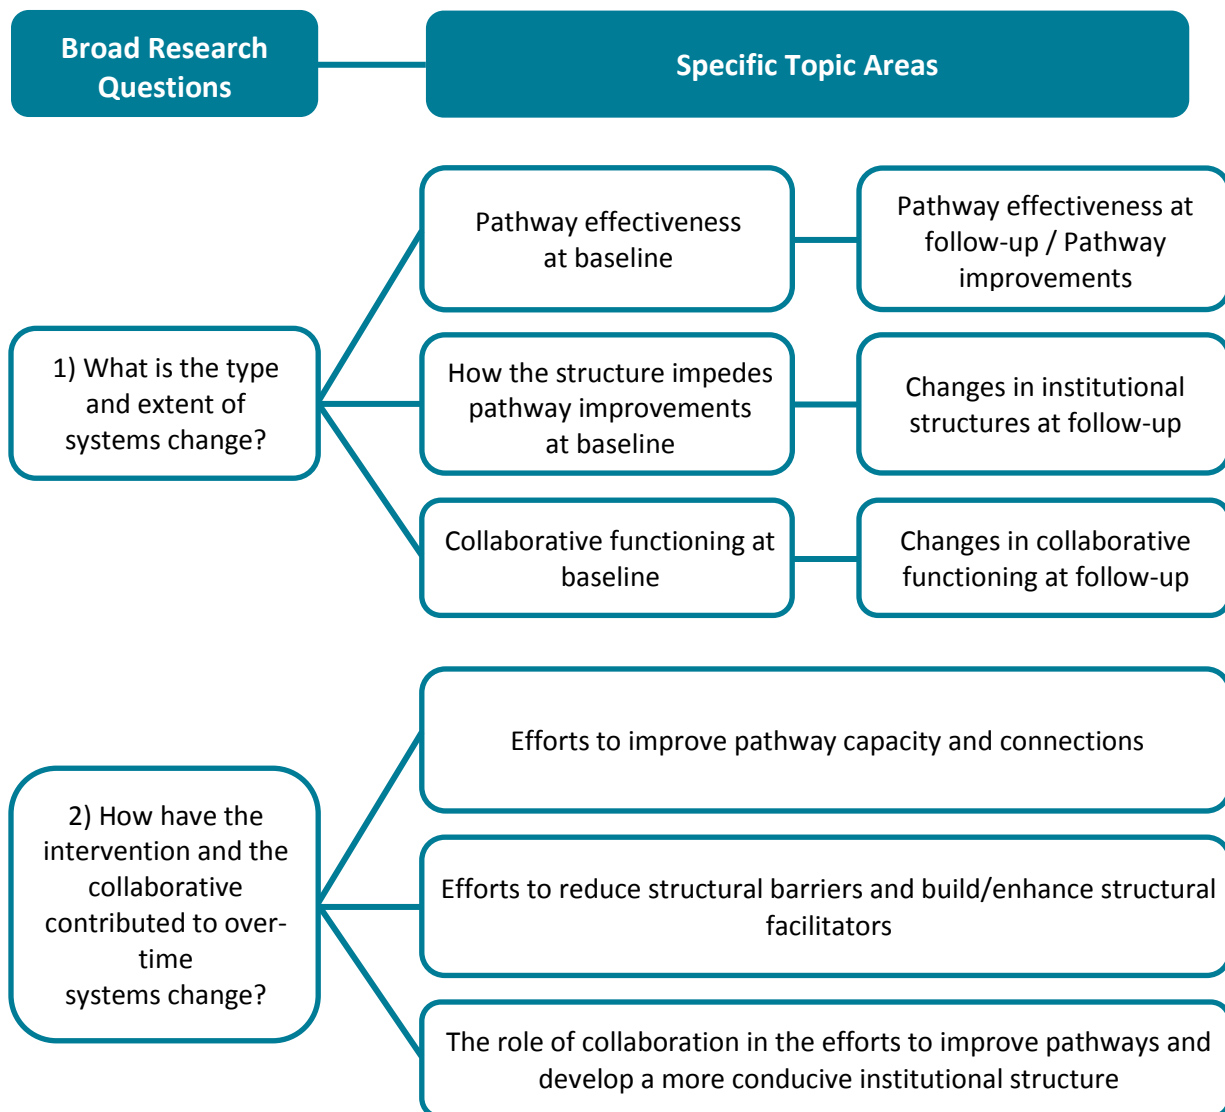 Broad Research
Questions
Specific Topic Areas
Pathway effectiveness
at baseline
Pathway effectiveness at
follow-up / Pathway
improvements
1) What is the type
and extent of
systems change?
How the structure impedes
pathway improvements
at baseline
Changes in institutional
structures at follow-up
Collaborative functioning at
baseline
Changes in collaborative
functioning at follow-up
Efforts to improve pathway capacity and connections
2) How have the
intervention and the
collaborative
contributed to over-
time
systems change?
Efforts to reduce structural barriers and build/enhance structural
facilitators
The role of collaboration in the efforts to improve pathways and
develop a more conducive institutional structure